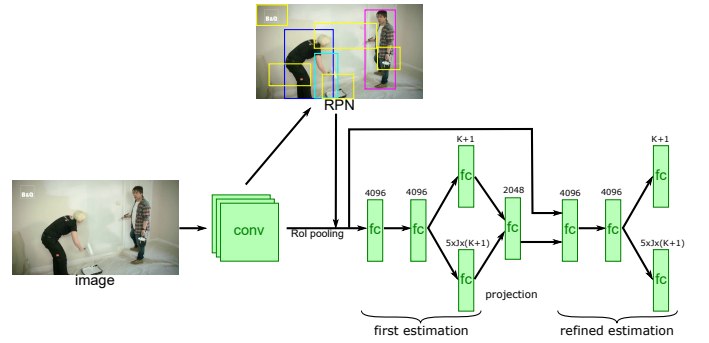 B&G
RPN
K+1
K+1
fc
fc
4096
4096
2048
4096
4096
B&G
conv
RoI pooling
fc
fc
fc
fc
fc
5xJx(K+1)
5xJx(K+1)
fc
fc
image
projection
first estimation
refined estimation